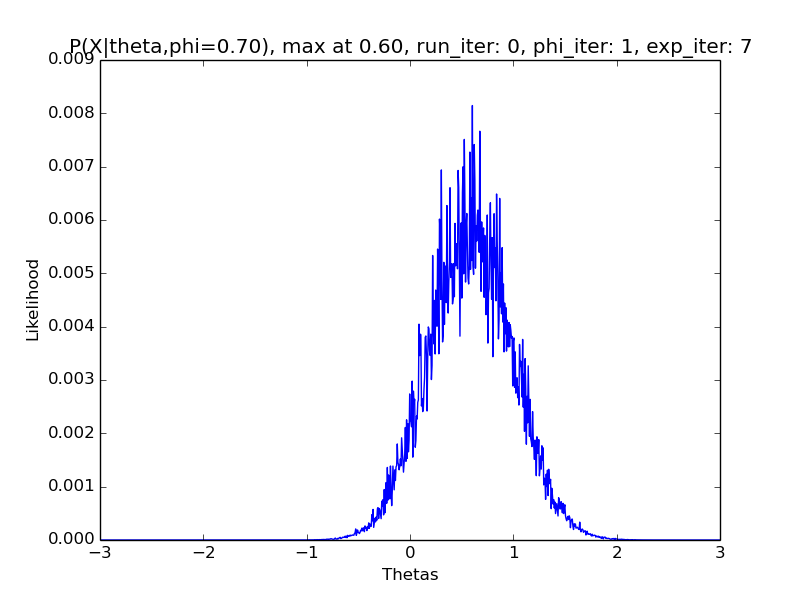 P(X|theta,phi=0.70), max at 0.60, run_iter: 0, phi_iter: 1, exp_iter: 7
0.009
0.008
0.007
0.006
0.005
0.004
0.003
0.002
0.001
0.000
Likelihood
−3 −2 −1 0 1 2 3
Thetas